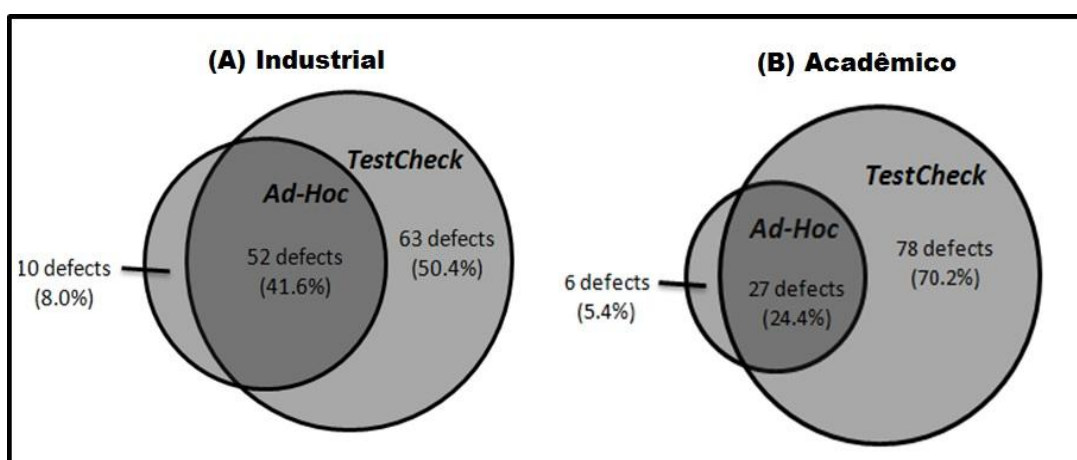 (A) Industrial
TestCheck
Ad-Hoc
52 defects
(41.6%)
63 defects
(50.4%)
10 defects
(8.0%)
(B) Acadêmico
TestCheck
Ad-Hoc
27 defects
(24.4%)
78 defects
(70.2%)
6 defects
(5.4%)